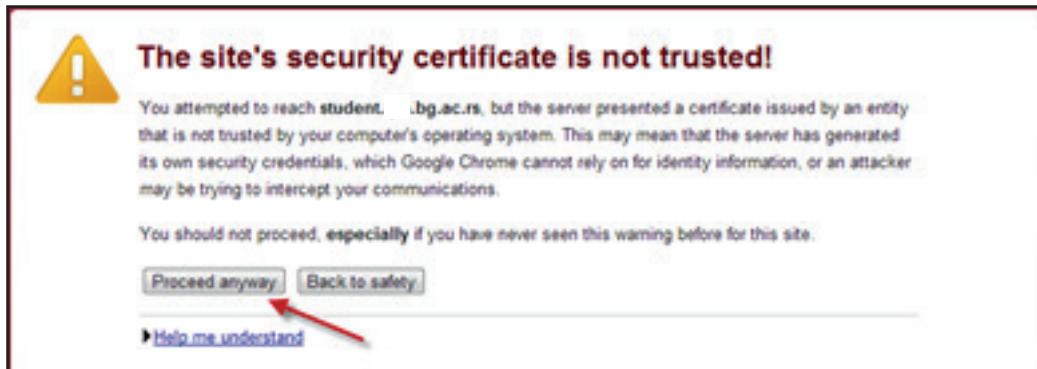 The site's security certificate is not trusted!
You attempted to reach student. .bg.ac.rs, but the server presented a certificate issued by an entity
that is not trusted by your computer's operating system. This may mean that the server has generated
its own security credentials, which Google Chrome cannot rely on for identity information, or an attacker
may be trying to intercept your communications.
You should not proceed, especially if you have never seen this warning before for this site.
Proceed anyway Back to safety
Help me understand